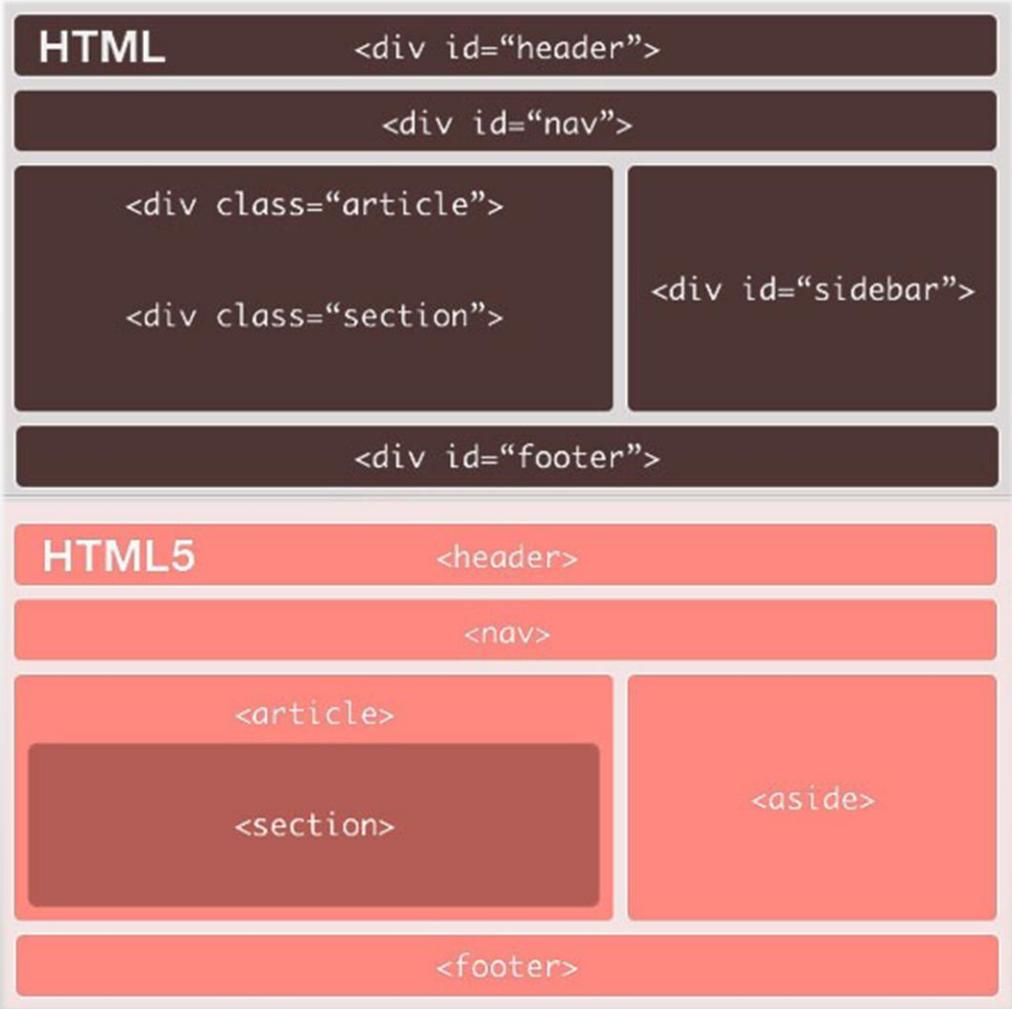 HTML <div id=“header”>
<div id=“nav”>
<div class=“article”>
<div class=“section”>
<div id=“sidebar”>
<div id=“footer”>
HTML5 <header>
<nav>
<article>
<section>
<aside>
<footer>